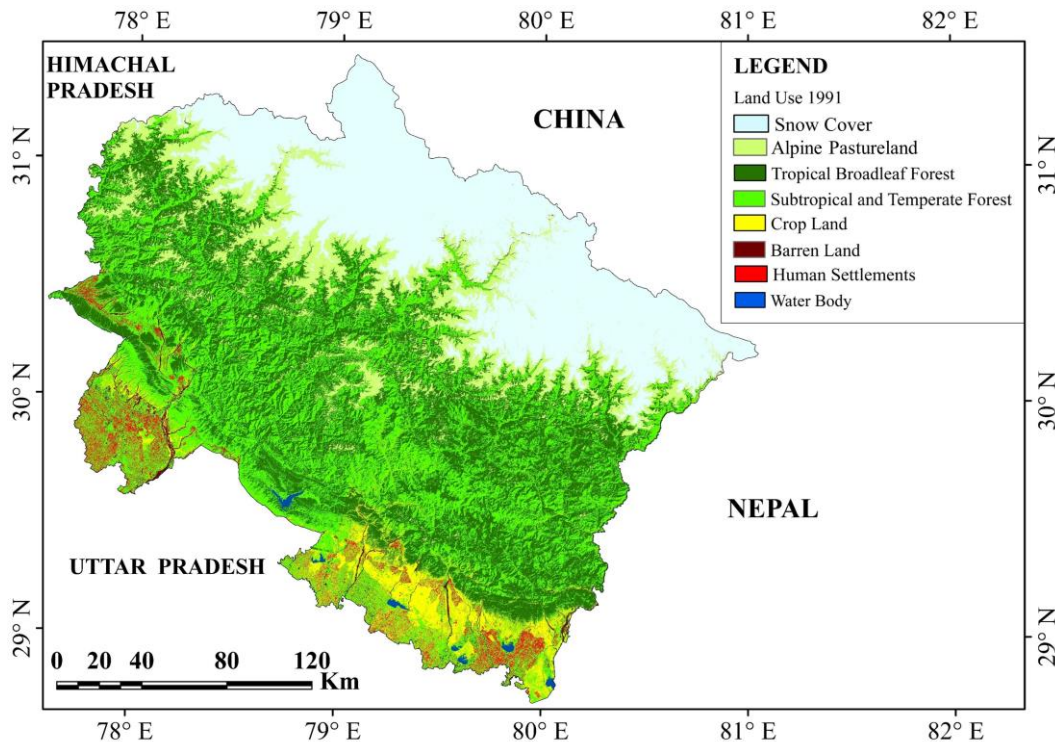 78° E 79° E 80° E 81° E 82° E
HIMACHAL
PRADESH
CHINA
LEGEND
Land Use 1991
Snow Cover
Alpine Pastureland
Tropical Broadleaf Forest
Subtropical and Temperate Forest
Crop Land
Barren Land
Human Settlements
Water Body
31° N
31° N
30° N
30° N
NEPAL
UTTAR PRADESH
29° N
29° N
0 20 40 80 120
Km
78° E 79° E 80° E 81° E 82° E